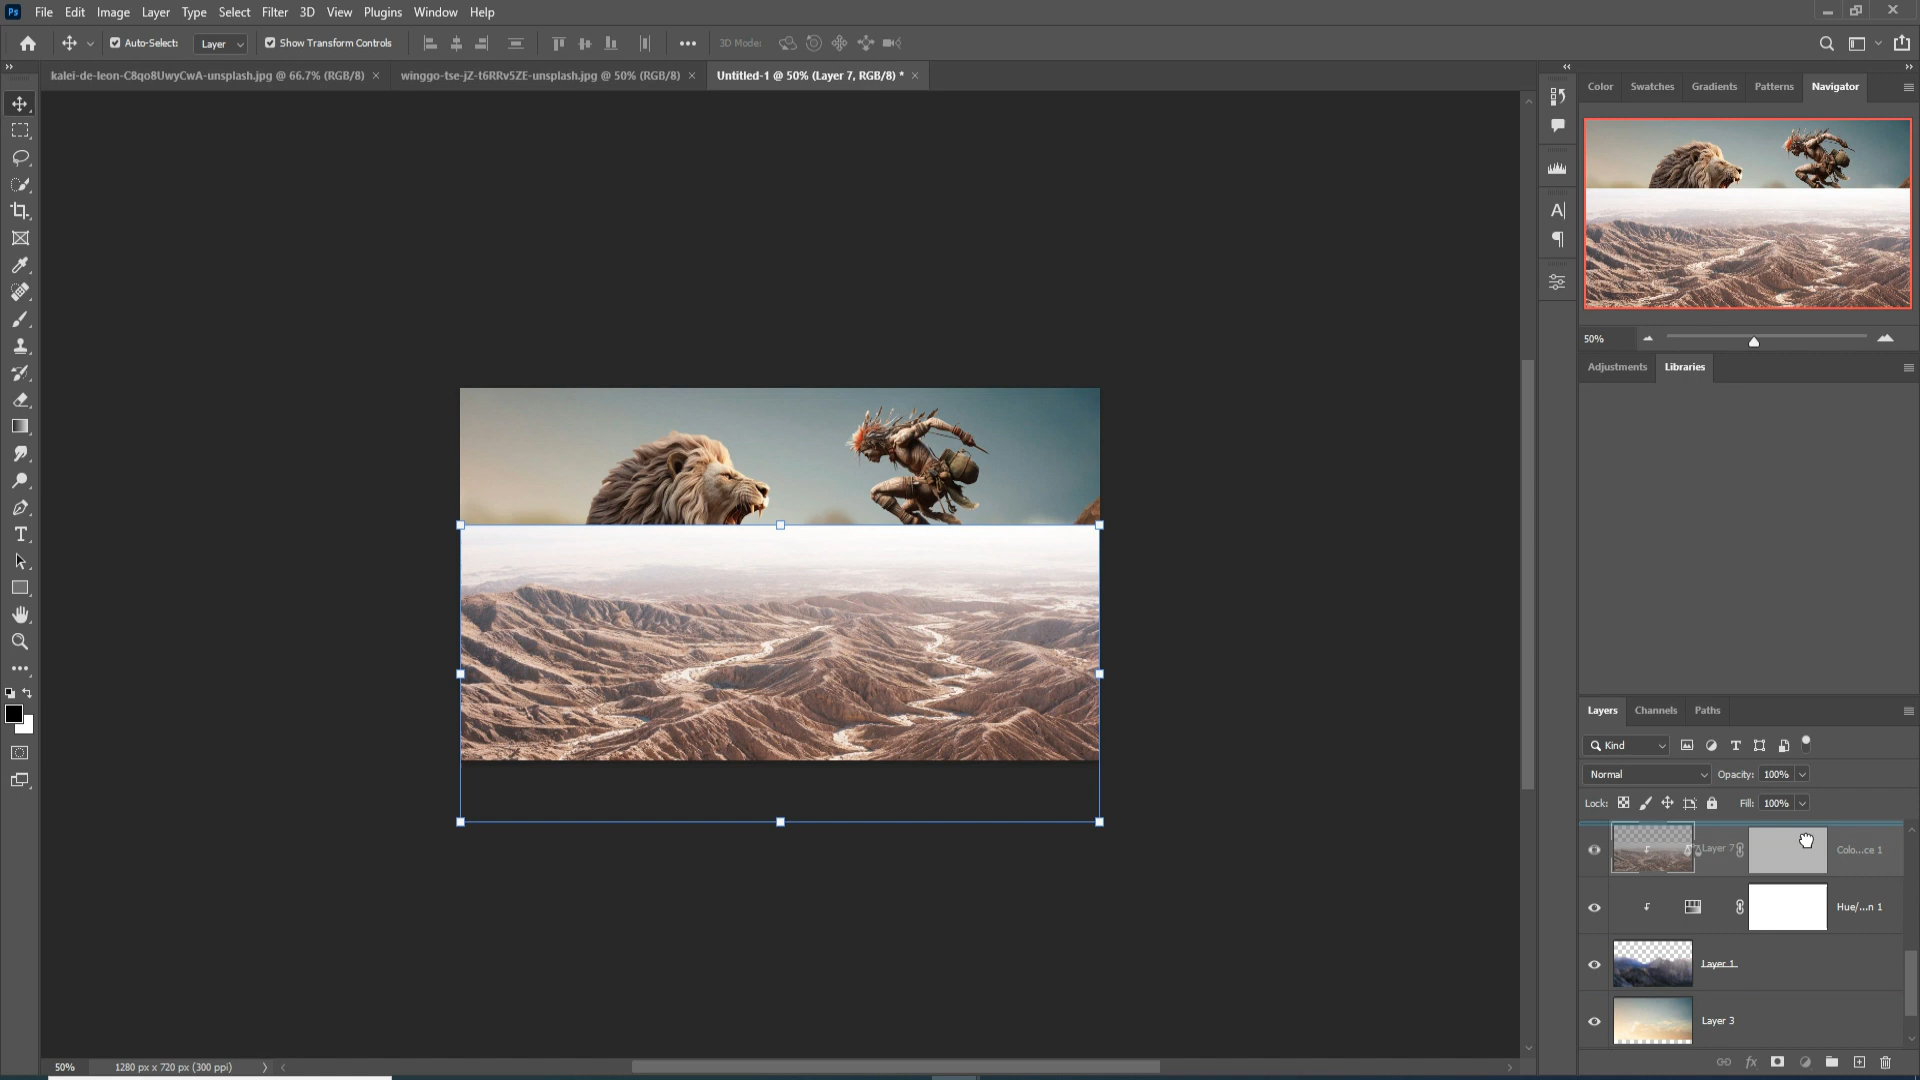 Ps File Edit Image Layer Type Select Filter 3D View Plugins Window Help
Auto-Select: Layer Show Transform Controls 3D Mode:
kalei-de-leon-C8qo8UwyCwA-unsplash.jpg @ 66.7% (RGB/8) × winggo-tse-jZ-t6RRv5ZE-unsplash.jpg @ 50% (RGB/8) × Untitled-1 @ 50% (Layer 7, RGB/8) * ×
Color Swatches Gradients Patterns Navigator
50%
Adjustments Libraries
Layers Channels Paths
Kind
Normal Opacity: 100%
Lock: Fill: 100%
Layer 7 Colo...ce 1
Hue/...n 1
Layer 1
Layer 3
50% 1280 px x 720 px (300 ppi)